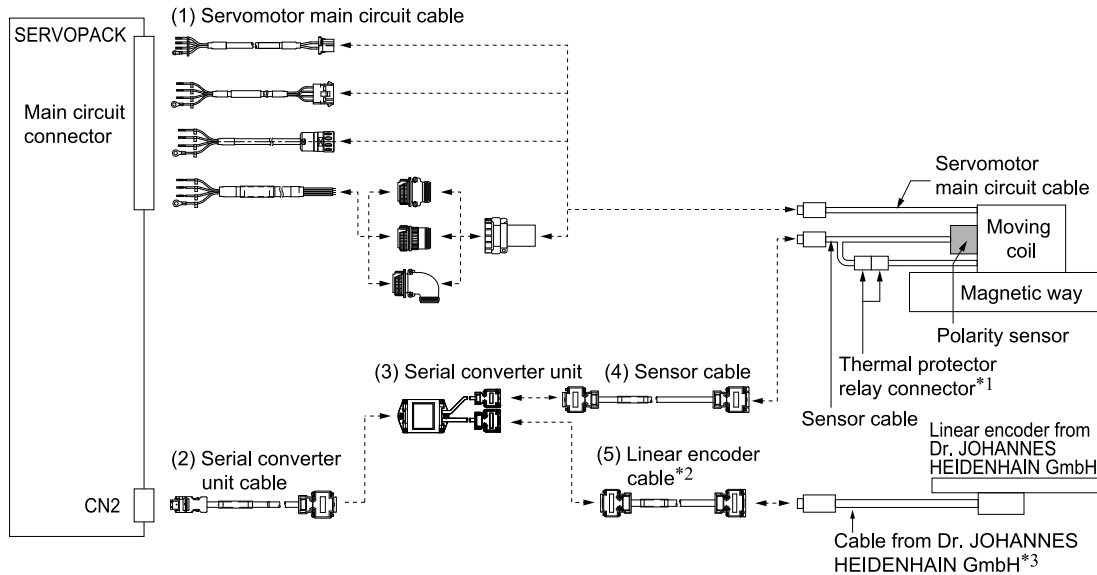 (1) Servomotor main circuit cable
SERVOPACK
Main circuit
connector
Servomotor
main circuit cable
Moving
coil
Magnetic way
Polarity sensor
Thermal protector
relay connector*1
Sensor cable
(3) Serial converter unit
(4) Sensor cable
(2) Serial converter
unit cable
(5) Linear encoder
cable*2
Linear encoder from
Dr. JOHANNES
HEIDENHAIN GmbH
CN2
Cable from Dr. JOHANNES
HEIDENHAIN GmbH*3